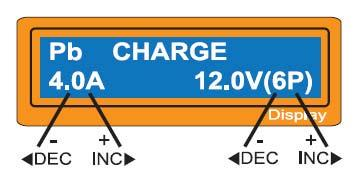 Pb CHARGE
4.0A 12.0V(6P)
Display
- + - +
◀DEC INC▶ ◀DEC INC▶